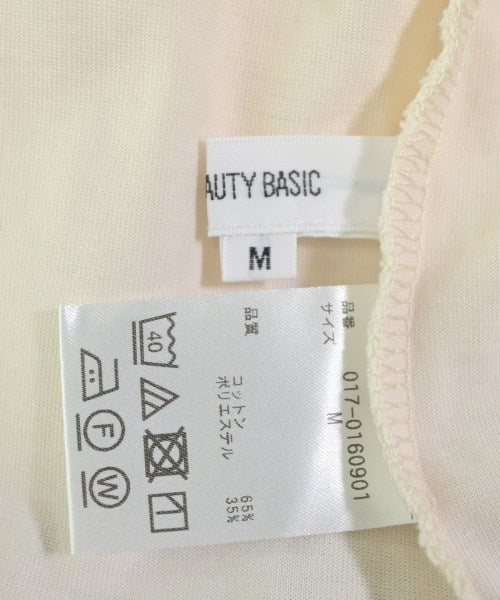 AUTY BASIC
M
品番 017-0160901
サイズ M
品質 コットン 65%
ポリエステル 35%
40
F
W